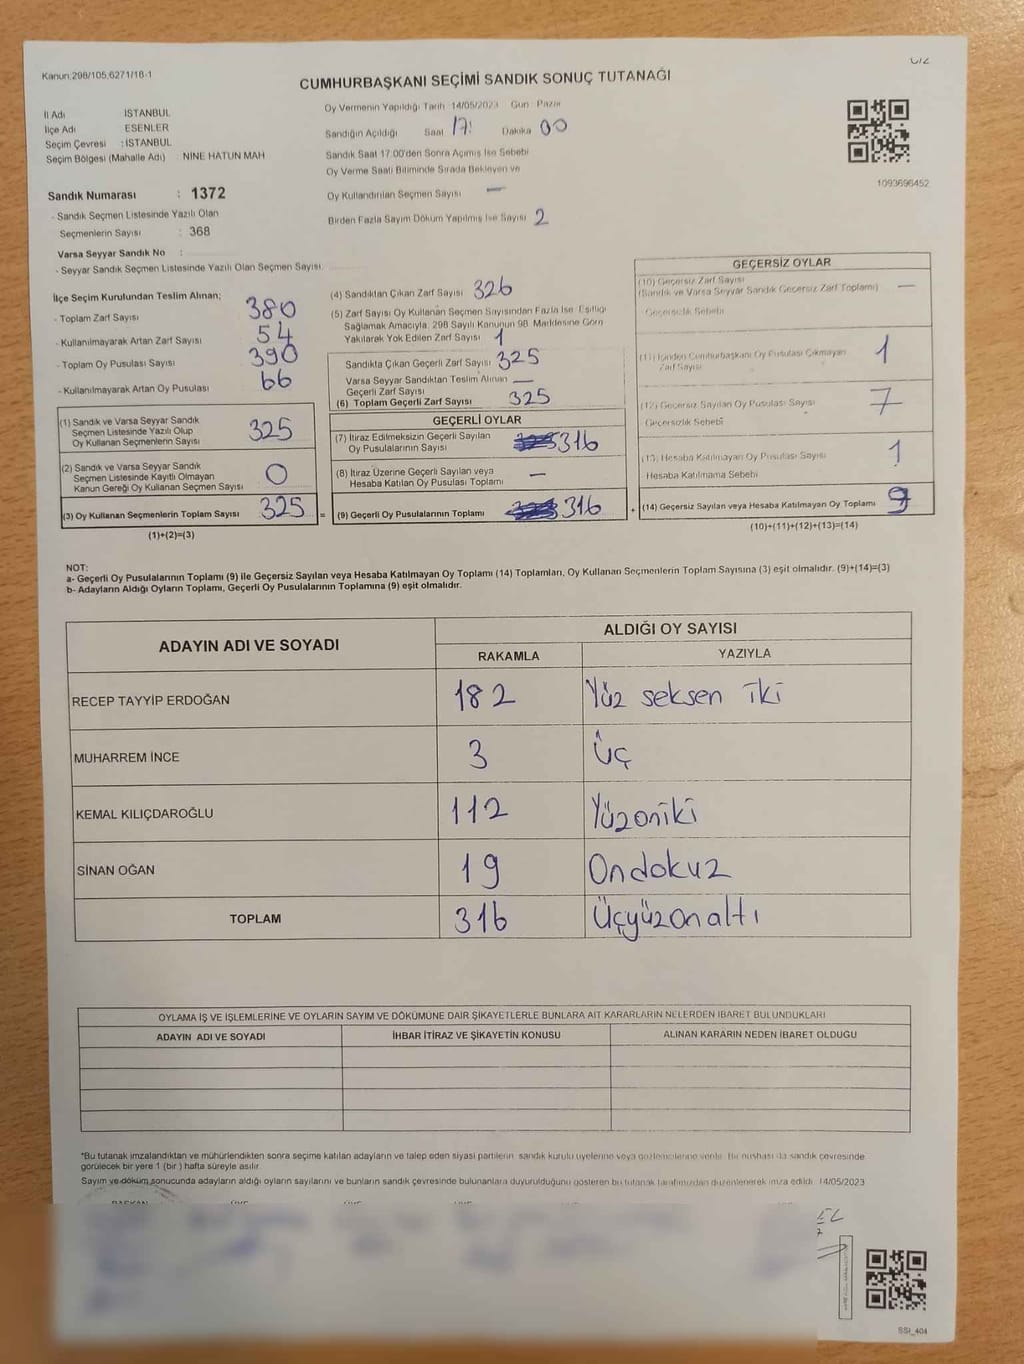 Kanun:298/105,6271/18-1
CUMHURBAŞKANI SEÇİMİ SANDIK SONUÇ TUTANAĞI
İl Adı İSTANBUL
İlçe Adı ESENLER
Seçim Çevresi : İSTANBUL
Seçim Bölgesi (Mahalle Adı) NİNE HATUN MAH
Sandık Numarası : 1372
- Sandık Seçmen Listesinde Yazılı Olan
Seçmenlerin Sayısı : 368
Varsa Seyyar Sandık No :
- Seyyar Sandık Seçmen Listesinde Yazılı Olan Seçmen Sayısı:
Oy Vermenin Yapıldığı Tarih 14/05/2023 Gün Pazar
Sandığın Açıldığı Saat 17: Dakika 00
Sandık Saat 17.00'den Sonra Açılmış İse Sebebi
Oy Verme Saati Bitiminde Sırada Bekleyen ve
Oy Kullandırılan Seçmen Sayısı —
Birden Fazla Sayım Döküm Yapılmış İse Sayısı 2
1093696452
İlçe Seçim Kurulundan Teslim Alınan;
- Toplam Zarf Sayısı 380
- Kullanılmayarak Artan Zarf Sayısı 54
- Toplam Oy Pusulası Sayısı 390
- Kullanılmayarak Artan Oy Pusulası 66
(1) Sandık ve Varsa Seyyar Sandık
Seçmen Listesinde Yazılı Olup
Oy Kullanan Seçmenlerin Sayısı 325
(2) Sandık ve Varsa Seyyar Sandık
Seçmen Listesinde Kayıtlı Olmayan
Kanun Gereği Oy Kullanan Seçmen Sayısı 0
(3) Oy Kullanan Seçmenlerin Toplam Sayısı 325 =
(1)+(2)=(3)
(4) Sandıktan Çıkan Zarf Sayısı 326
(5) Zarf Sayısı Oy Kullanan Seçmen Sayısından Fazla İse, Eşitliği
Sağlamak Amacıyla, 298 Sayılı Kanunun 98. Maddesine Göre
Yakılarak Yok Edilen Zarf Sayısı 1
Sandıkta Çıkan Geçerli Zarf Sayısı 325
Varsa Seyyar Sandıktan Teslim Alınan —
Geçerli Zarf Sayısı
(6) Toplam Geçerli Zarf Sayısı 325
GEÇERLİ OYLAR
(7) İtiraz Edilmeksizin Geçerli Sayılan
Oy Pusulalarının Sayısı 316
(8) İtiraz Üzerine Geçerli Sayılan veya
Hesaba Katılan Oy Pusulası Toplamı —
(9) Geçerli Oy Pusulalarının Toplamı 316 +
GEÇERSİZ OYLAR
(10) Geçersiz Zarf Sayısı
(Sandık ve Varsa Seyyar Sandık Geçersiz Zarf Toplamı) —
Geçersizlik Sebebi
(11) İçinden Cumhurbaşkanı Oy Pusulası Çıkmayan
Zarf Sayısı 1
(12) Geçersiz Sayılan Oy Pusulası Sayısı 7
Geçersizlik Sebebi
(13) Hesaba Katılmayan Oy Pusulası Sayısı 1
Hesaba Katılmama Sebebi
(14) Geçersiz Sayılan veya Hesaba Katılmayan Oy Toplamı 9
(10)+(11)+(12)+(13)=(14)
NOT:
a- Geçerli Oy Pusulalarının Toplamı (9) ile Geçersiz Sayılan veya Hesaba Katılmayan Oy Toplamı (14) Toplamları, Oy Kullanan Seçmenlerin Toplam Sayısına (3) eşit olmalıdır. (9)+(14)=(3)
b- Adayların Aldığı Oyların Toplamı, Geçerli Oy Pusulalarının Toplamına (9) eşit olmalıdır.
ADAYIN ADI VE SOYADI
ALDIĞI OY SAYISI
RAKAMLA YAZIYLA
RECEP TAYYİP ERDOĞAN 182 Yüz seksen iki
MUHARREM İNCE 3 Üç
KEMAL KILIÇDAROĞLU 112 Yüzoniki
SİNAN OĞAN 19 Ondokuz
TOPLAM 316 Üçyüzonaltı
OYLAMA İŞ VE İŞLEMLERİNE VE OYLARIN SAYIM VE DÖKÜMÜNE DAİR ŞİKAYETLERLE BUNLARA AİT KARARLARIN NELERDEN İBARET BULUNDUKLARI
ADAYIN ADI VE SOYADI İHBAR İTİRAZ VE ŞİKAYETİN KONUSU ALINAN KARARIN NEDEN İBARET OLDUĞU
*Bu tutanak imzalandıktan ve mühürlendikten sonra seçime katılan adayların ve talep eden siyasi partilerin sandık kurulu üyelerine veya gözlemcilerine verilir. Bir nüshası da sandık çevresinde
görülecek bir yere 1 (bir) hafta süreyle asılır.
Sayım ve döküm sonucunda adayların aldığı oyların sayılarını ve bunların sandık çevresinde bulunanlara duyurulduğunu gösteren bu tutanak tarafımızdan düzenlenerek imza edildi. 14/05/2023
SSI_404